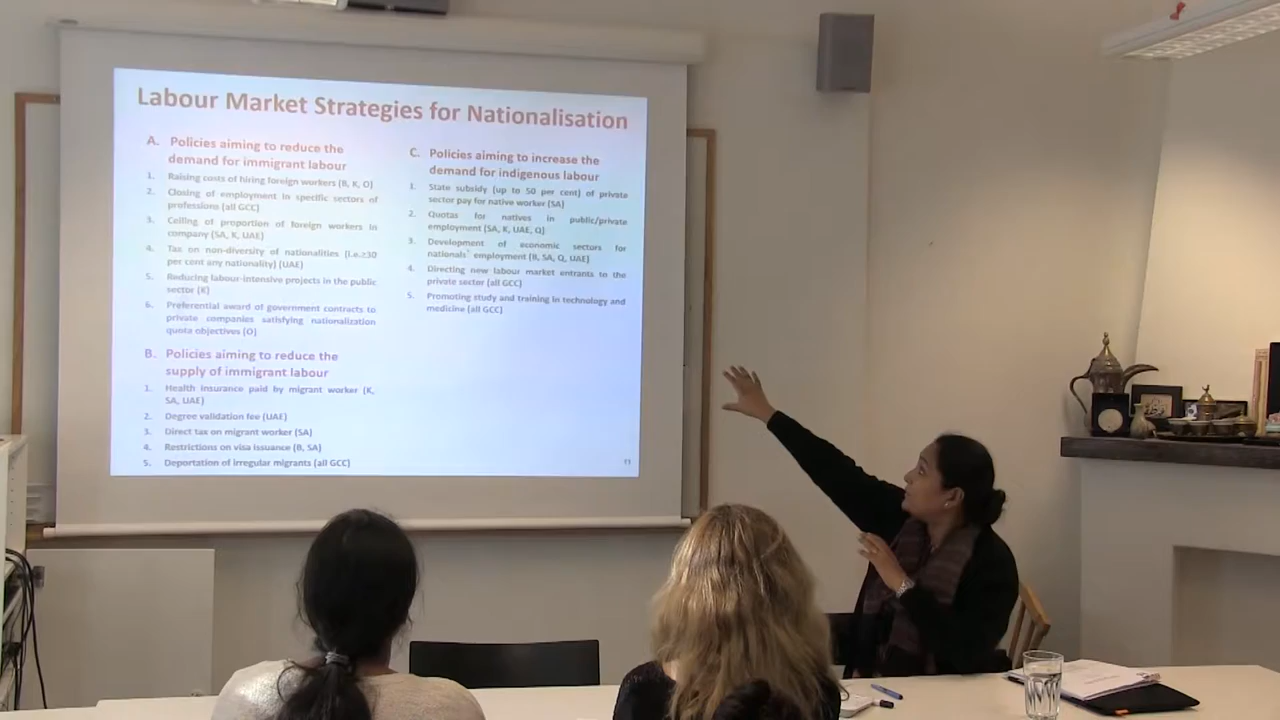 Labour Market Strategies for Nationalisation
A. Policies aiming to reduce the
demand for immigrant labour
1. Raising costs of hiring foreign workers (B, K, O)
2. Closing of employment in specific sectors of
professions (all GCC)
3. Ceiling of proportion of foreign workers in
company (SA, K, UAE)
4. Tax on non-diversity of nationalities (i.e.≥30
per cent any nationality) (UAE)
5. Reducing labour-intensive projects in the public
sector (K)
6. Preferential award of government contracts to
private companies satisfying nationalization
quota objectives (O)
B. Policies aiming to reduce the
supply of immigrant labour
1. Health insurance paid by migrant worker (K,
SA, UAE)
2. Degree validation fee (UAE)
3. Direct tax on migrant worker (SA)
4. Restrictions on visa issuance (B, SA)
5. Deportation of irregular migrants (all GCC)
C. Policies aiming to increase the
demand for indigenous labour
1. State subsidy (up to 50 per cent) of private
sector pay for native worker (SA)
2. Quotas for natives in public/private
employment (SA, K, UAE, Q)
3. Development of economic sectors for
nationals' employment (B, SA, Q, UAE)
4. Directing new labour market entrants to the
private sector (all GCC)
5. Promoting study and training in technology and
medicine (all GCC)